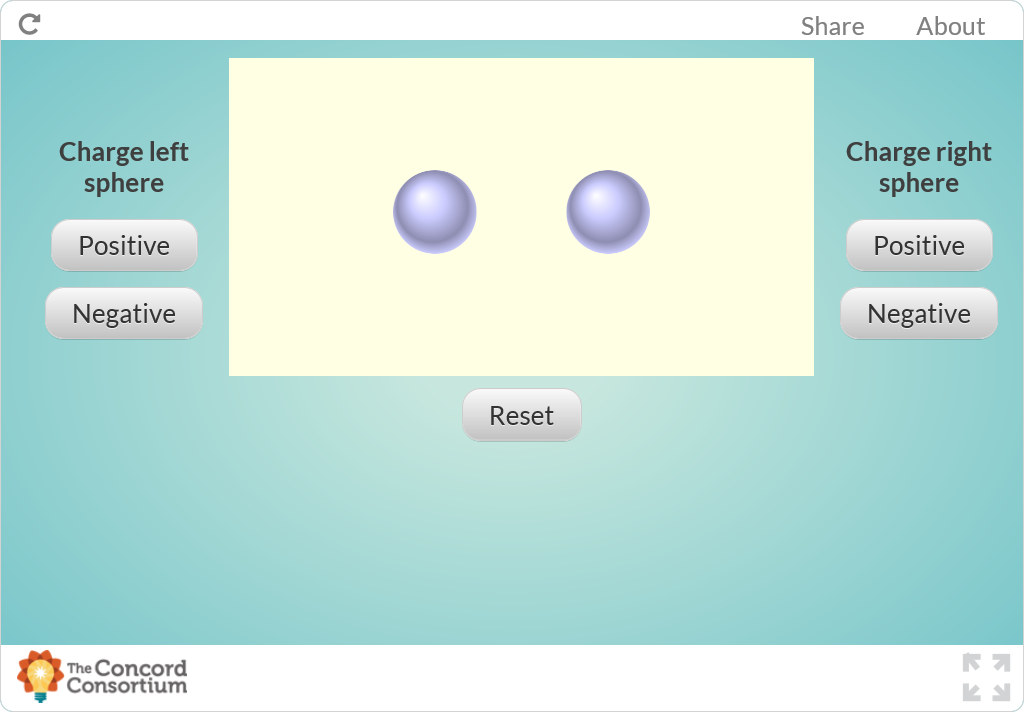 Share About
Charge left
sphere
Positive
Negative
Charge right
sphere
Positive
Negative
Reset
The Concord
Consortium